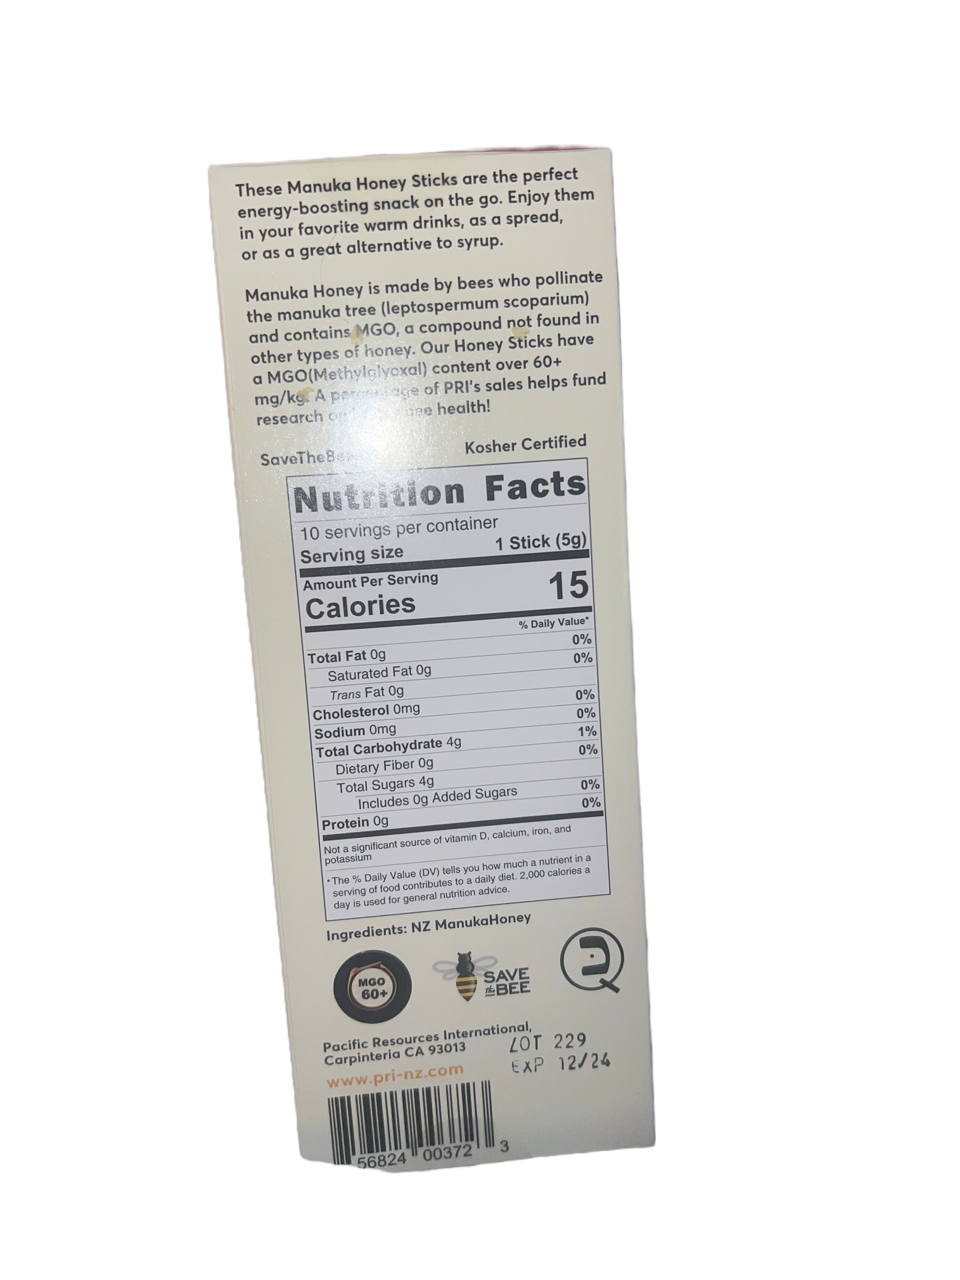 These Manuka Honey Sticks are the perfect
energy-boosting snack on the go. Enjoy them
in your favorite warm drinks, as a spread,
or as a great alternative to syrup.
Manuka Honey is made by bees who pollinate
the manuka tree (leptospermum scoparium)
and contains MGO, a compound not found in
other types of honey. Our Honey Sticks have
a MGO(Methylglyoxal) content over 60+
mg/kg. A percentage of PRI's sales helps fund
research bee health!
Kosher Certified
Nutrition Facts
10 servings per container
Serving size 1 Stick (5g)
Amount Per Serving
Calories 15
% Daily Value*
Total Fat 0g 0%
Saturated Fat 0g 0%
Trans Fat 0g
Cholesterol 0mg 0%
Sodium 0mg 0%
Total Carbohydrate 4g 1%
Dietary Fiber 0g 0%
Total Sugars 4g
Includes 0g Added Sugars 0%
Protein 0g 0%
Not a significant source of vitamin D, calcium, iron, and
potassium
*The % Daily Value (DV) tells you how much a nutrient in a
serving of food contributes to a daily diet. 2,000 calories a
day is used for general nutrition advice.
Ingredients: NZ ManukaHoney
MGO
60+
SAVE
the BEE
Pacific Resources International,
Carpinteria CA 93013
www.pri-nz.com
LOT 229
EXP 12/24
56824 00372 3